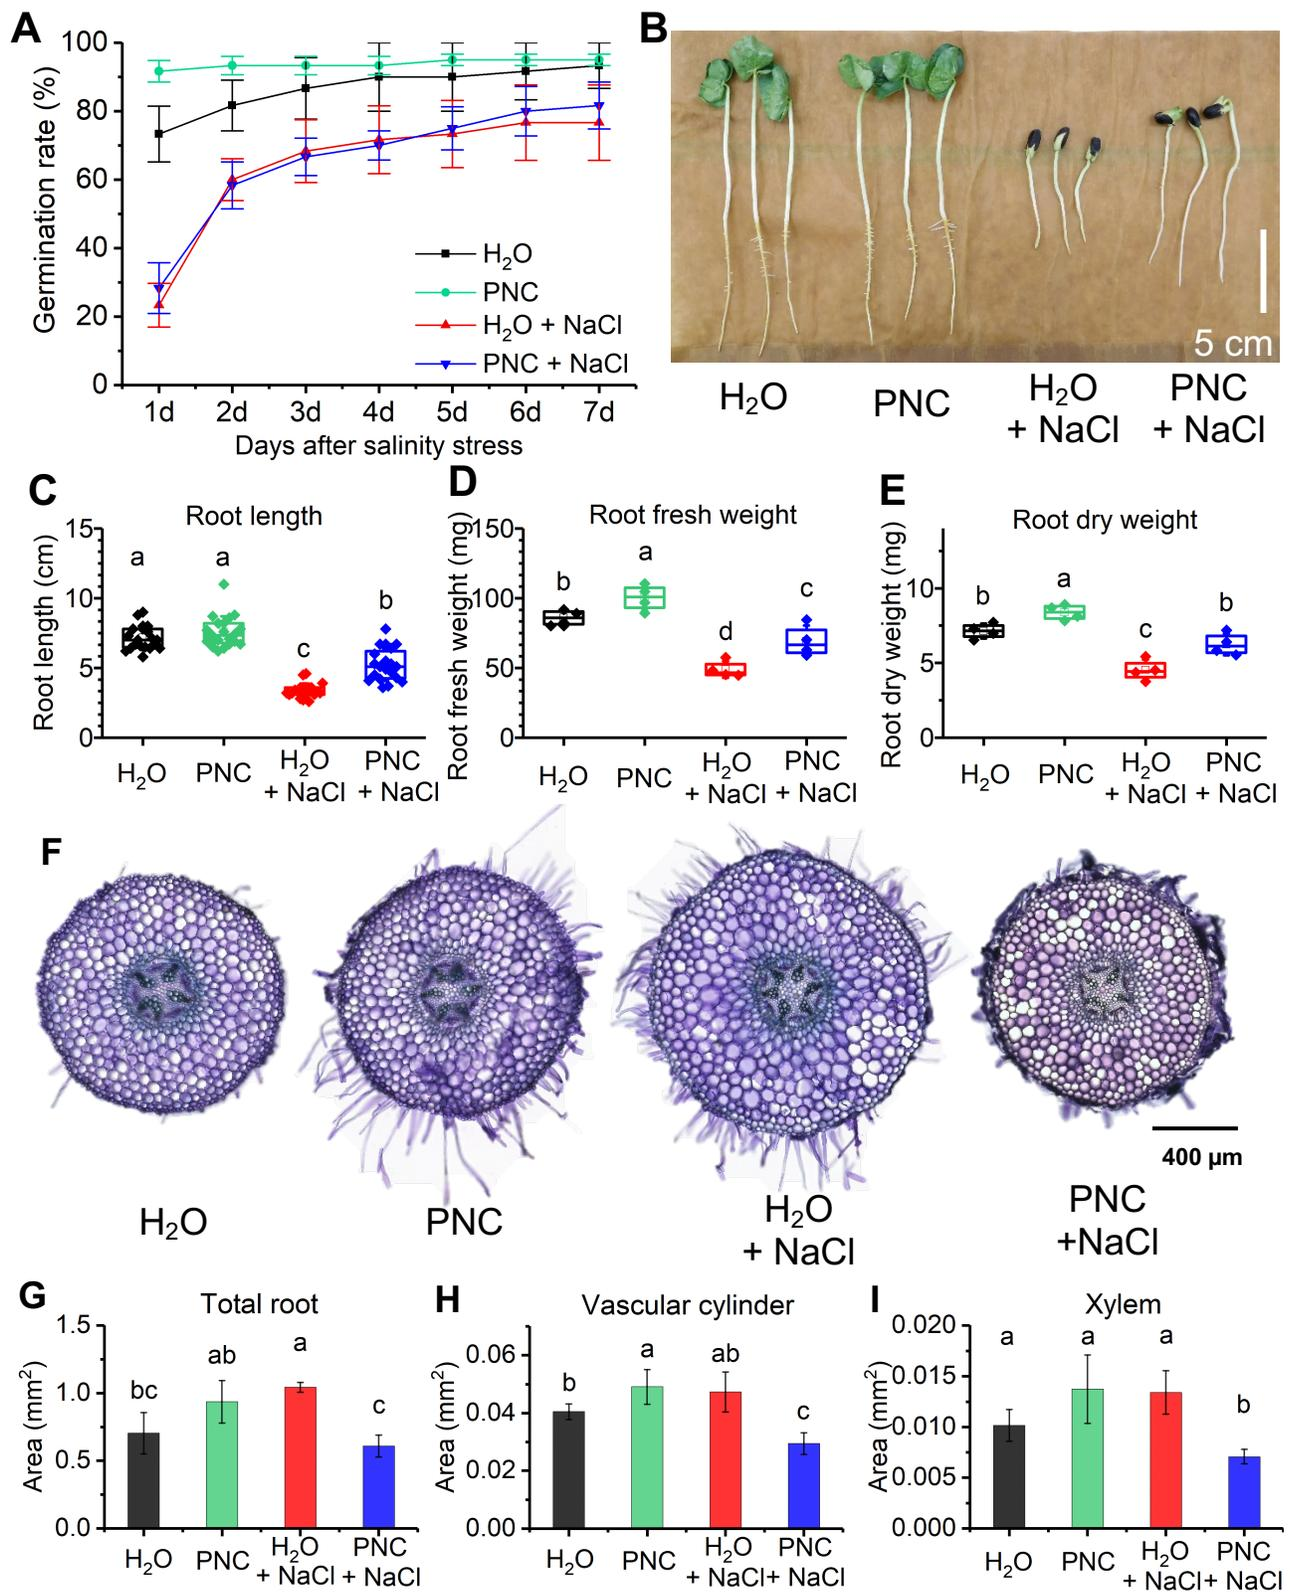 A
100
80
60
40
20
0
Germination rate (%)
H₂O
PNC
H₂O + NaCl
PNC + NaCl
1d 2d 3d 4d 5d 6d 7d
Days after salinity stress
B
5 cm
H₂O
PNC
H₂O
+ NaCl
PNC
+ NaCl
C
Root length
Root length (cm)
15
10
5
0
a a c b
H₂O
PNC
H₂O
+ NaCl
PNC
+ NaCl
D
Root fresh weight
Root fresh weight (mg)
150
100
50
0
b a d c
H₂O
PNC
H₂O
+ NaCl
PNC
+ NaCl
E
Root dry weight
Root dry weight (mg)
10
5
0
b a c b
H₂O
PNC
H₂O
+ NaCl
PNC
+ NaCl
F
400 µm
H₂O
PNC
H₂O
+ NaCl
PNC
+NaCl
G
Total root
Area (mm²)
1.5
1.0
0.5
0.0
bc ab a c
H₂O
PNC
H₂O
+ NaCl
PNC
+ NaCl
H
Vascular cylinder
Area (mm²)
0.06
0.04
0.02
0.00
b a ab c
H₂O
PNC
H₂O
+ NaCl
PNC
+ NaCl
I
Xylem
Area (mm²)
0.020
0.015
0.010
0.005
0.000
a a a b
H₂O
PNC
H₂O
+ NaCl
PNC
+ NaCl